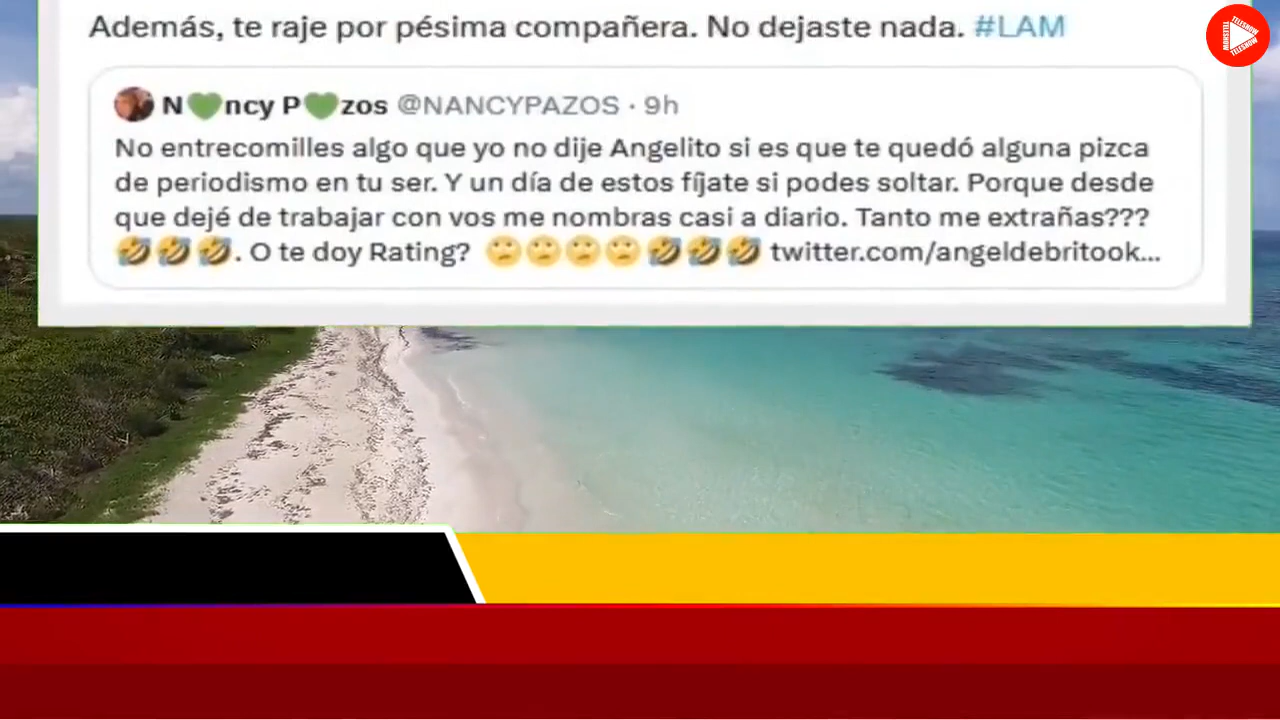 Además, te raje por pésima compañera. No dejaste nada. #LAM
N💚ncy P💚zos @NANCYPAZOS · 9h
No entrecomilles algo que yo no dije Angelito si es que te quedó alguna pizca
de periodismo en tu ser. Y un día de estos fíjate si podes soltar. Porque desde
que dejé de trabajar con vos me nombras casi a diario. Tanto me extrañas???
🤣🤣🤣. O te doy Rating? 🙄🙄🙄🙄🤣🤣🤣 twitter.com/angeldebritook...
MARSTELL
TELESHOW
TELESHOW